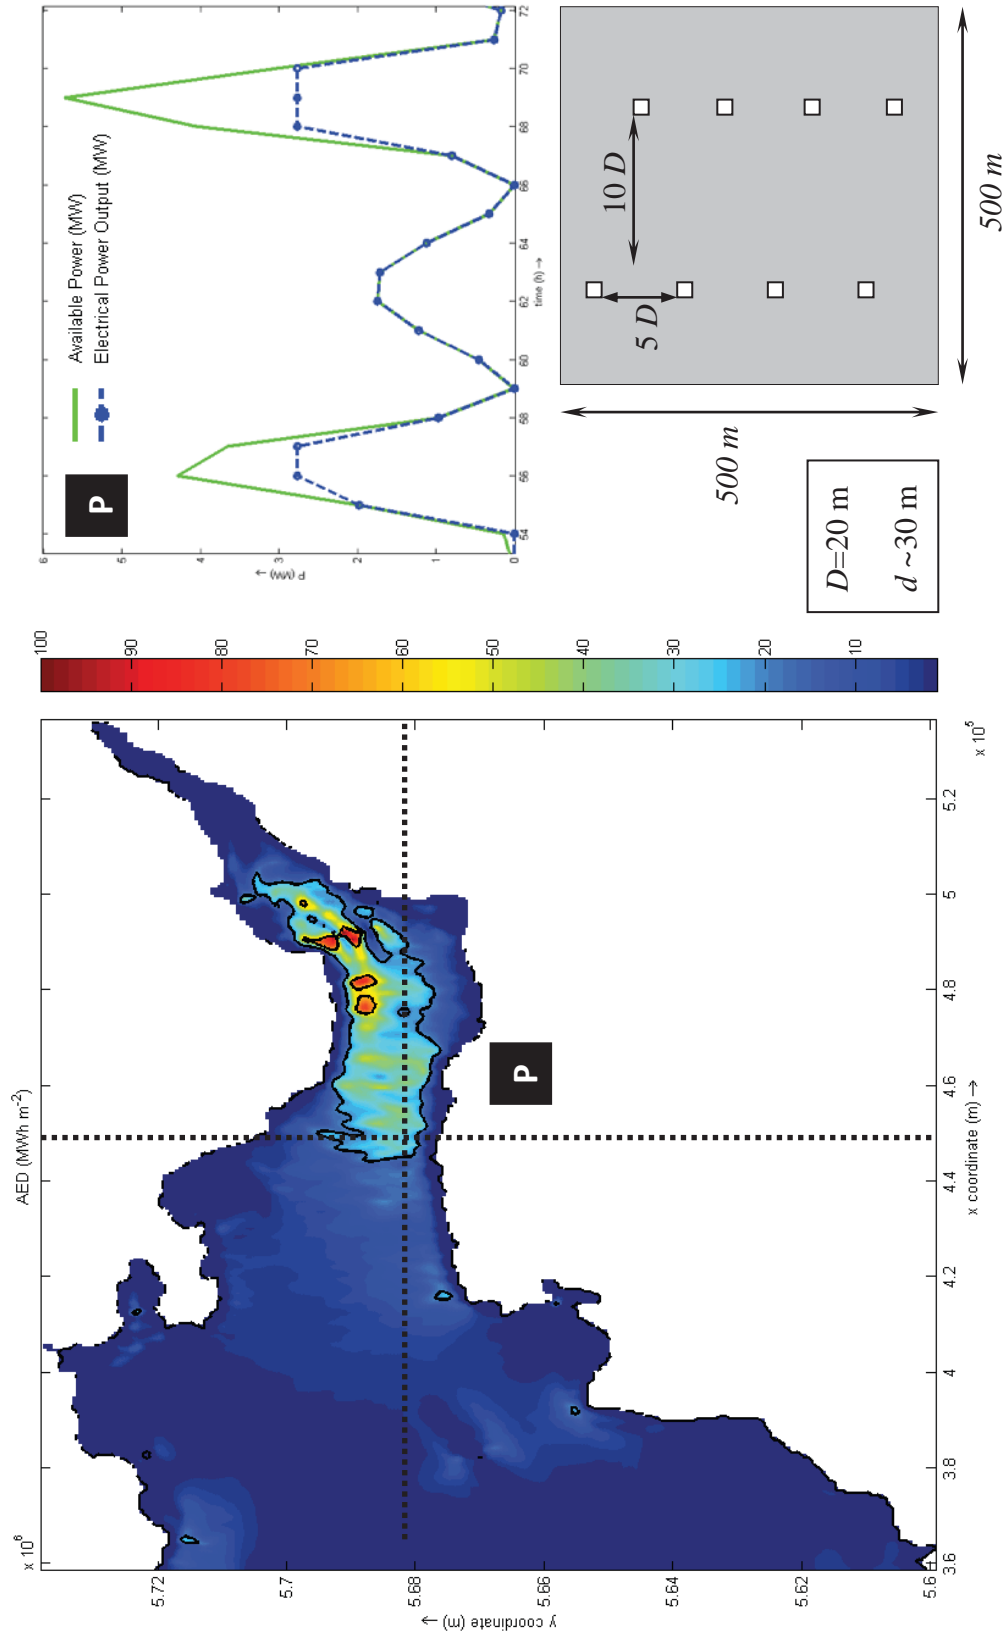 AED (MWh m-2)
x 10^6
5.72
5.7
5.68
5.66
5.64
5.62
5.6
y coordinate (m) →
3.6
3.8
4
4.2
4.4
4.6
4.8
5
5.2
x 10^5
x coordinate (m) →
P
100
90
80
70
60
50
40
30
20
10
P
Available Power (MW)
Electrical Power Output (MW)
6
5
4
3
2
1
0
P (MW) →
54
56
58
60
62
64
66
68
70
72
time (h) →
500 m
5 D
10 D
500 m
D=20 m
d ~30 m